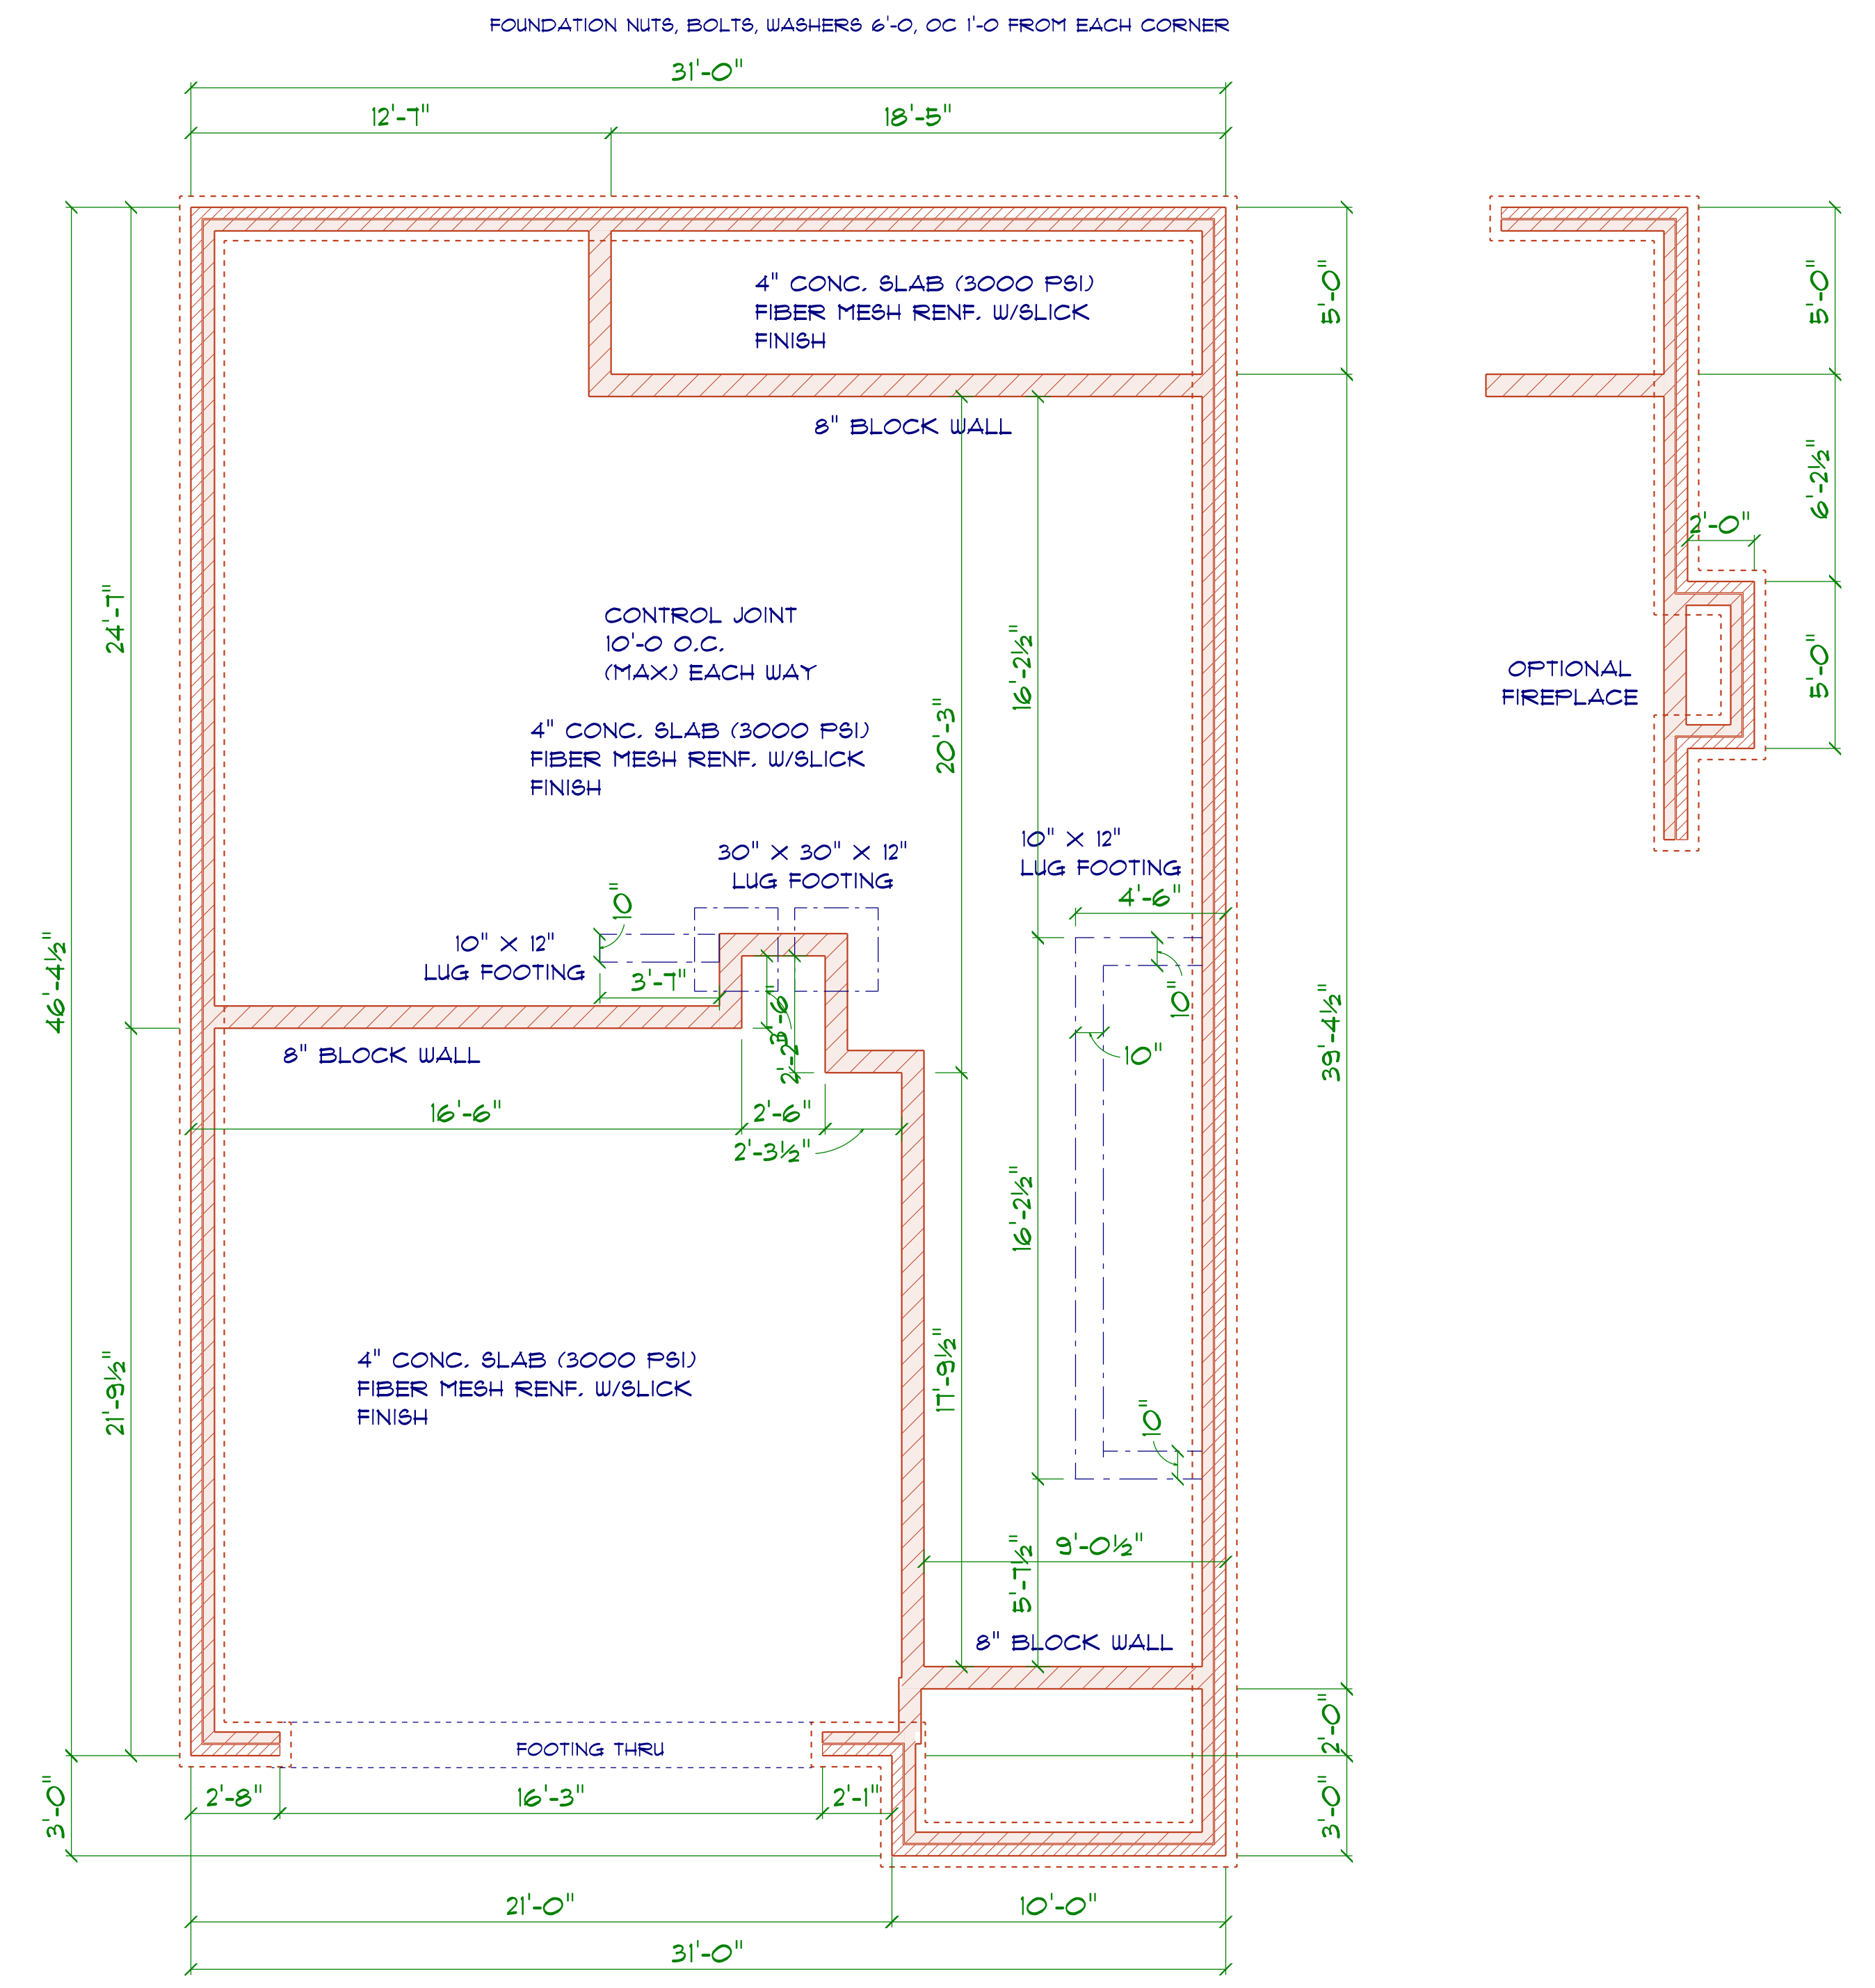 FOUNDATION NUTS, BOLTS, WASHERS 6'-0, OC 1'-0 FROM EACH CORNER
31'-0"
12'-7"
18'-5"
4" CONC. SLAB (3000 PSI)
FIBER MESH RENF. W/SLICK
FINISH
5'-0"
5'-0"
8" BLOCK WALL
6'-2½"
2'-0"
24'-7"
CONTROL JOINT
10'-0 O.C.
(MAX) EACH WAY
16'-2½"
OPTIONAL
FIREPLACE
5'-0"
4" CONC. SLAB (3000 PSI)
FIBER MESH RENF. W/SLICK
FINISH
20'-3"
30" X 30" X 12"
LUG FOOTING
10" X 12"
LUG FOOTING
10"
4'-6"
10" X 12"
LUG FOOTING
3'-7"
46'-4½"
10"
3'-6"
2'-2"
10"
39'-4½"
8" BLOCK WALL
16'-6"
2'-6"
2'-3½"
16'-2½"
4" CONC. SLAB (3000 PSI)
FIBER MESH RENF. W/SLICK
FINISH
21'-9½"
17'-9½"
10"
9'-0½"
5'-7½"
8" BLOCK WALL
FOOTING THRU
2'-0"
2'-8"
16'-3"
2'-1"
3'-0"
3'-0"
21'-0"
10'-0"
31'-0"